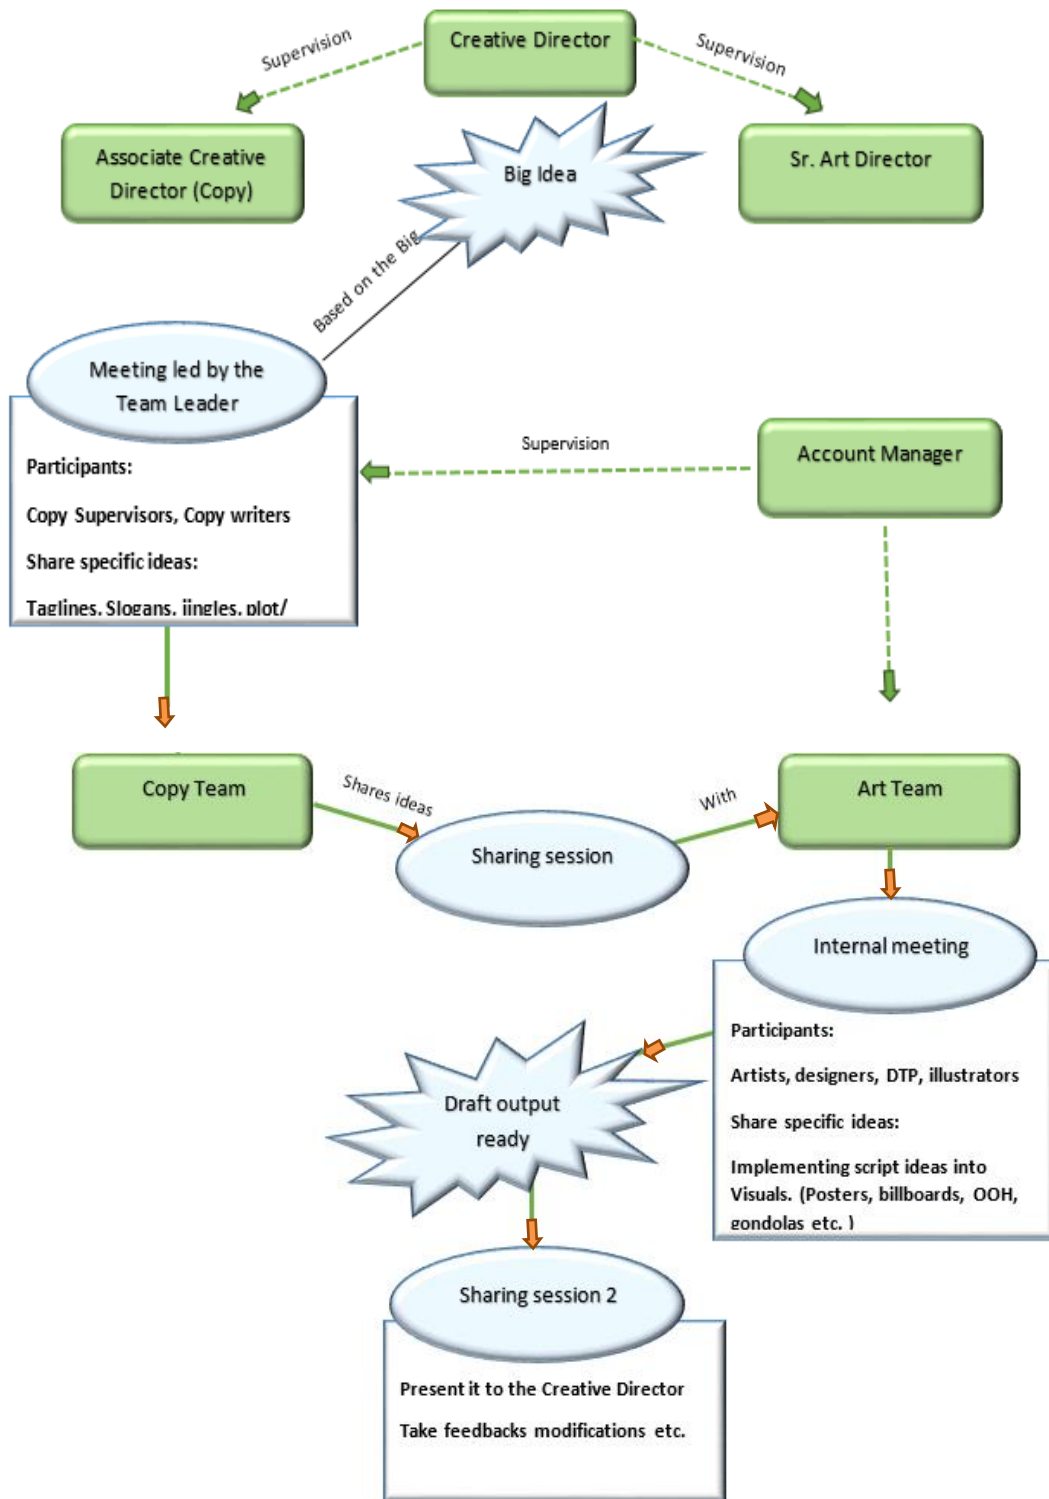 Creative Director
Supervision
Supervision
Associate Creative
Director (Copy)
Big Idea
Sr. Art Director
Based on the Big
Meeting led by the
Team Leader
Participants:
Copy Supervisors, Copy writers
Share specific ideas:
Taglines, Slogans, jingles, plot/
Supervision
Account Manager
Copy Team
Shares ideas
Sharing session
With
Art Team
Internal meeting
Participants:
Artists, designers, DTP, illustrators
Share specific ideas:
Implementing script ideas into
Visuals. (Posters, billboards, OOH,
gondolas etc. )
Draft output
ready
Sharing session 2
Present it to the Creative Director
Take feedbacks modifications etc.